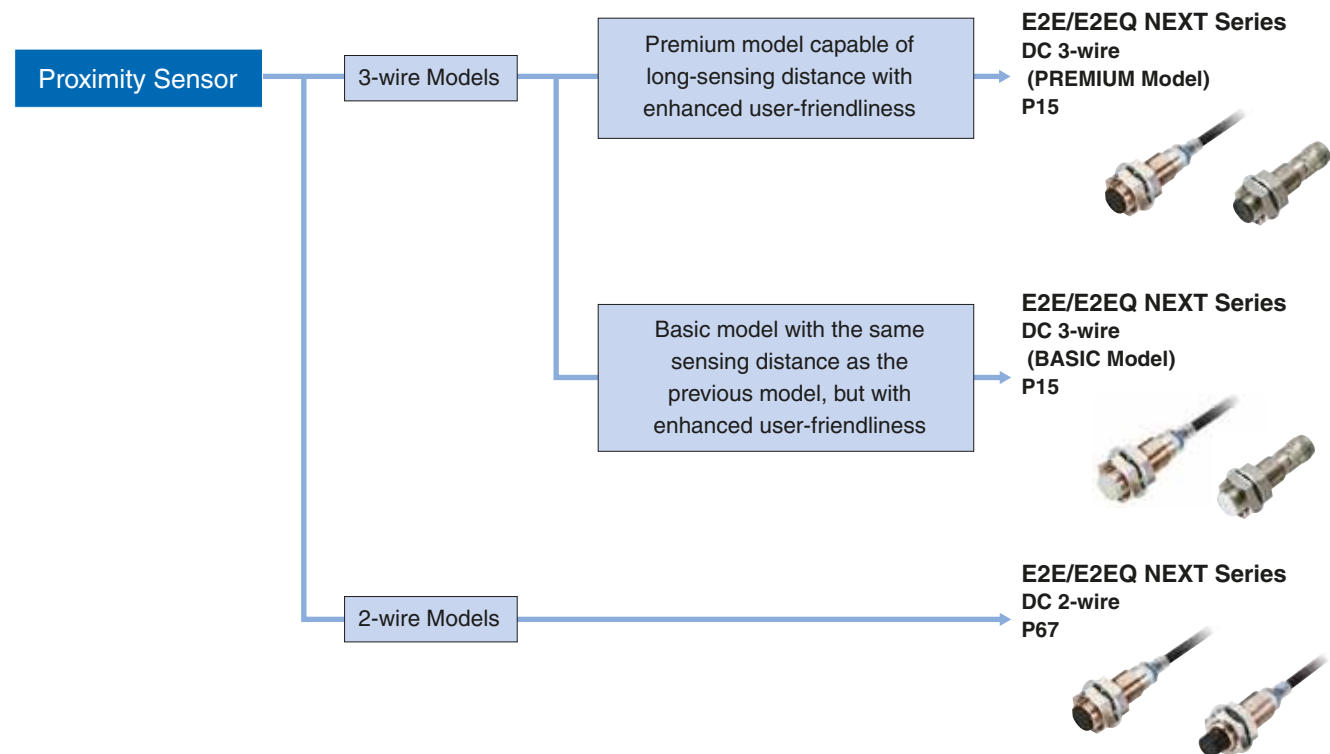 Proximity Sensor
3-wire Models
Premium model capable of
long-sensing distance with
enhanced user-friendliness
E2E/E2EQ NEXT Series
DC 3-wire
(PREMIUM Model)
P15
Basic model with the same
sensing distance as the
previous model, but with
enhanced user-friendliness
E2E/E2EQ NEXT Series
DC 3-wire
(BASIC Model)
P15
2-wire Models
E2E/E2EQ NEXT Series
DC 2-wire
P67